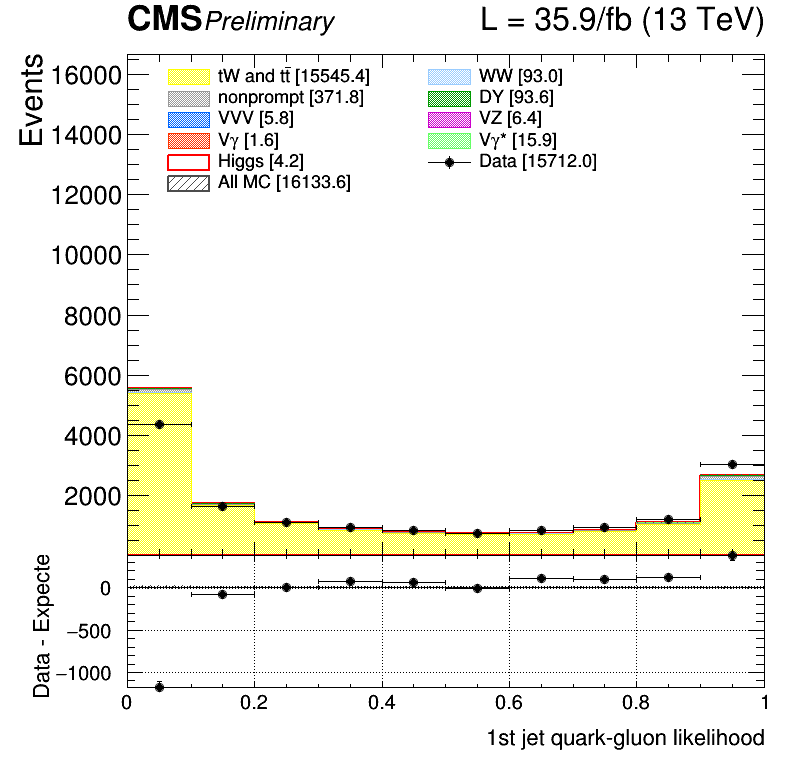 CMS Preliminary L = 35.9/fb (13 TeV)
Events
16000
14000
12000
10000
8000
6000
4000
2000
tW and tt̄ [15545.4]
nonprompt [371.8]
VVV [5.8]
Vγ [1.6]
Higgs [4.2]
All MC [16133.6]
WW [93.0]
DY [93.6]
VZ [6.4]
Vγ* [15.9]
Data [15712.0]
Data - Expecte
0
−500
−1000
0 0.2 0.4 0.6 0.8 1
1st jet quark-gluon likelihood